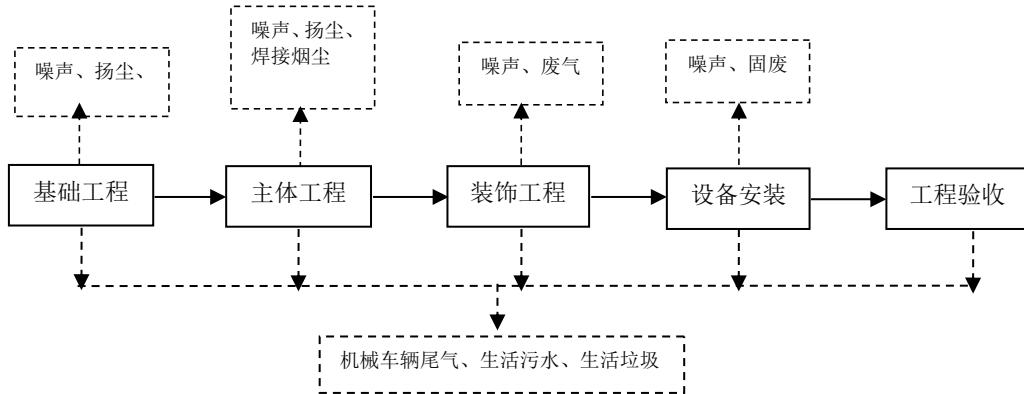 噪声、扬尘、
噪声、扬尘、
焊接烟尘
噪声、废气
噪声、固废
基础工程
主体工程
装饰工程
设备安装
工程验收
机械车辆尾气、生活污水、生活垃圾